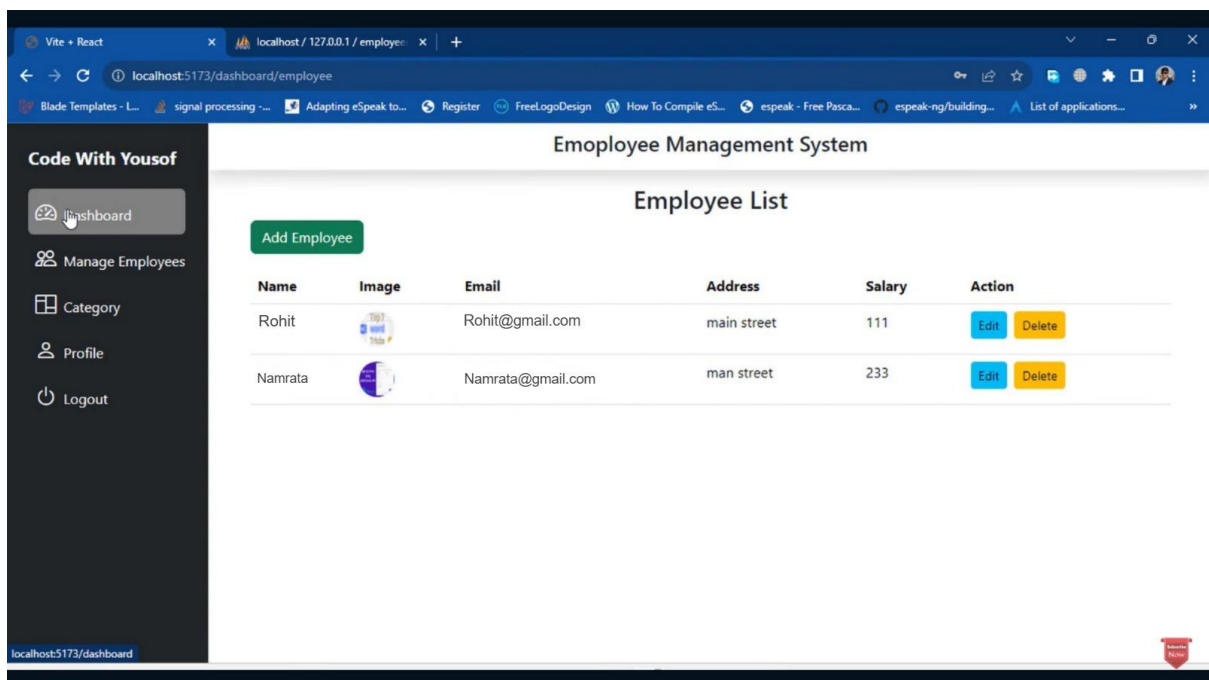 Vite + React
localhost / 127.0.0.1 / employee
localhost:5173/dashboard/employee
Blade Templates - L... signal processing -... Adapting eSpeak to... Register FreeLogoDesign How To Compile eS... espeak - Free Pasca... espeak-ng/building... List of applications...
Code With Yousof
Dashboard
Manage Employees
Category
Profile
Logout
Emoployee Management System
Employee List
Add Employee
Name Image Email Address Salary Action
Rohit Rohit@gmail.com main street 111 Edit Delete
Namrata Namrata@gmail.com man street 233 Edit Delete
localhost:5173/dashboard
Subscribe
Now